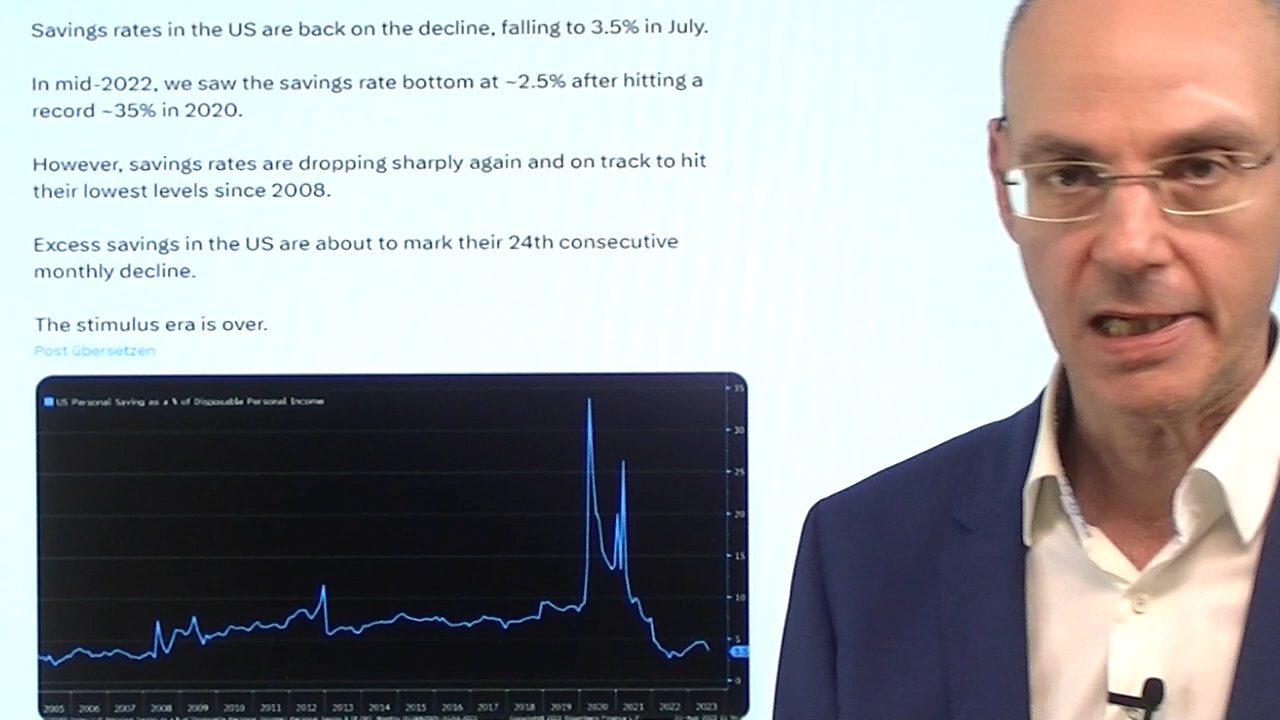 Savings rates in the US are back on the decline, falling to 3.5% in July.
In mid-2022, we saw the savings rate bottom at ~2.5% after hitting a
record ~35% in 2020.
However, savings rates are dropping sharply again and on track to hit
their lowest levels since 2008.
Excess savings in the US are about to mark their 24th consecutive
monthly decline.
The stimulus era is over.
Post übersetzen
US Personal Saving as a % of Disposable Personal Income
35
30
25
20
15
10
5
3.5
0
2005 2006 2007 2008 2009 2010 2011 2012 2013 2014 2015 2016 2017 2018 2019 2020 2021 2022 2023